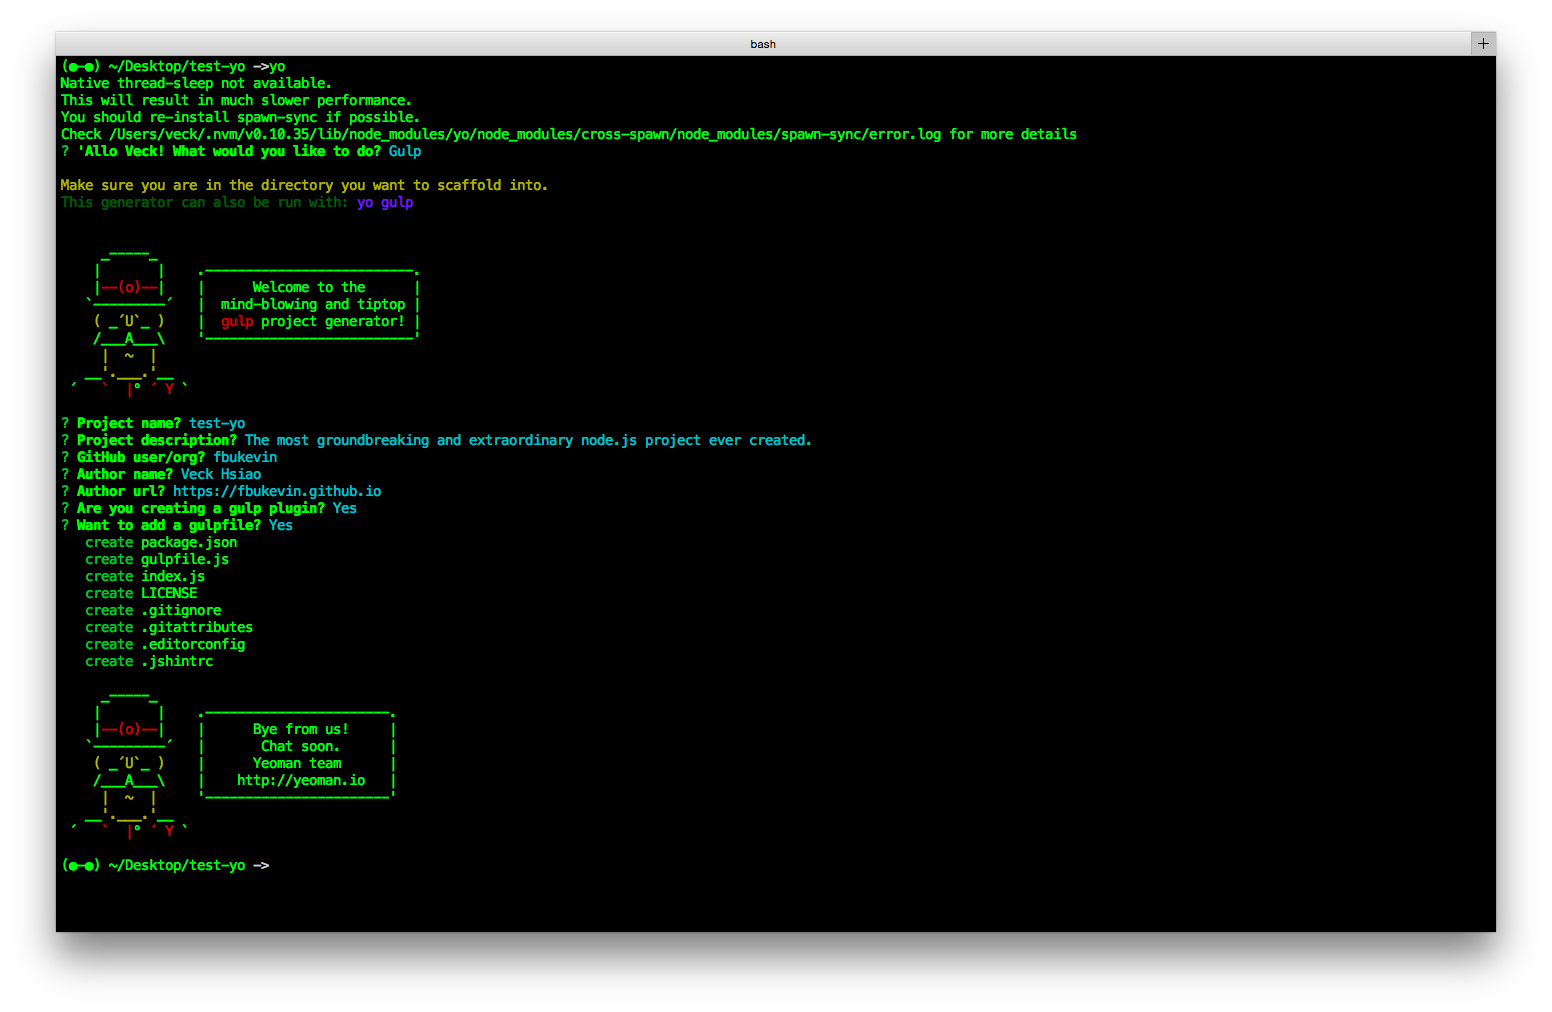 bash
(●—●) ~/Desktop/test-yo —>yo
Native thread-sleep not available.
This will result in much slower performance.
You should re-install spawn-sync if possible.
Check /Users/veck/.nvm/v0.10.35/lib/node_modules/yo/node_modules/cross-spawn/node_modules/spawn-sync/error.log for more details
? 'Allo Veck! What would you like to do? Gulp
Make sure you are in the directory you want to scaffold into.
This generator can also be run with: yo gulp
     _-----_
    |       |    .--------------------------.
    |--(o)--|    |      Welcome to the      |
   `---------´   |  mind-blowing and tiptop |
    ( _´U`_ )    |  gulp project generator! |
    /___A___\    '--------------------------'
     |  ~  |
   __'.___.'__
 ´   `  |° ´ Y `
? Project name? test-yo
? Project description? The most groundbreaking and extraordinary node.js project ever created.
? GitHub user/org? fbukevin
? Author name? Veck Hsiao
? Author url? https://fbukevin.github.io
? Are you creating a gulp plugin? Yes
? Want to add a gulpfile? Yes
   create package.json
   create gulpfile.js
   create index.js
   create LICENSE
   create .gitignore
   create .gitattributes
   create .editorconfig
   create .jshintrc
     _-----_
    |       |    .-----------------------.
    |--(o)--|    |      Bye from us!     |
   `---------´   |       Chat soon.      |
    ( _´U`_ )    |      Yeoman team      |
    /___A___\    |    http://yeoman.io   |
     |  ~  |     '-----------------------'
   __'.___.'__
 ´   `  |° ´ Y `
(●—●) ~/Desktop/test-yo —>